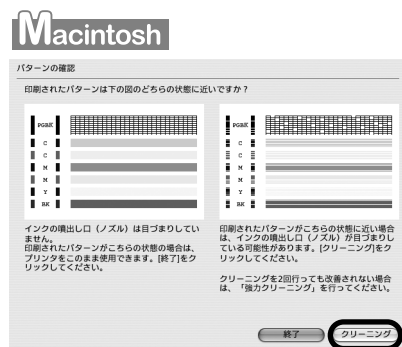 Macintosh
パターンの確認
印刷されたパターンは下の図のどちらの状態に近いですか？
PGBK
C
C
M
M
Y
BK
PGBK
C
C
M
M
Y
BK
インクの噴出し口（ノズル）は目づまりしてい
ません。
印刷されたパターンがこちらの状態の場合は、
プリンタをこのまま使用できます。[終了]をク
リックしてください。
印刷されたパターンがこちらの状態に近い場合
は、インクの噴出し口（ノズル）が目づまりし
ている可能性があります。[クリーニング]をク
リックしてください。
クリーニングを2回行っても改善されない場合
は、「強力クリーニング」を行ってください。
終了
クリーニング